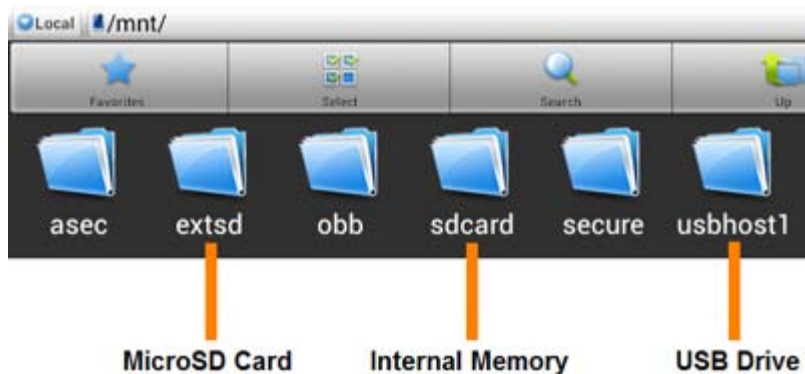 Local /mnt/
Favorites Select Search Up
asec extsd obb sdcard secure usbhost1
MicroSD Card Internal Memory USB Drive